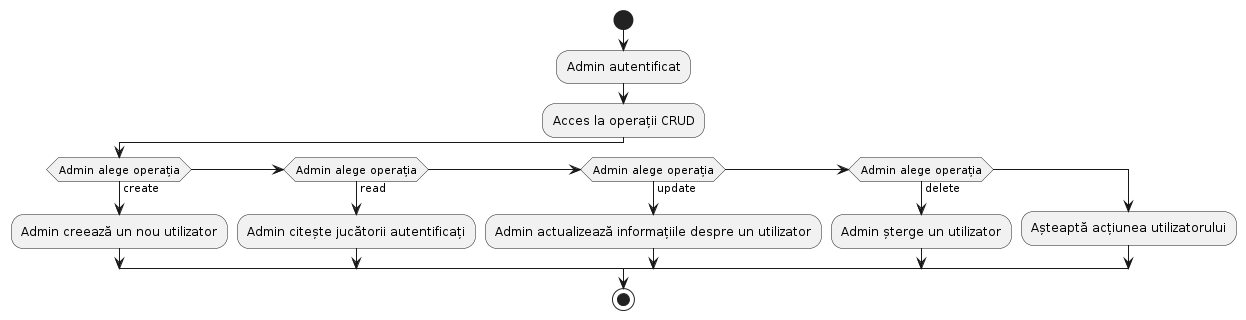 Admin autentificat
Acces la operații CRUD
Admin alege operația
Admin alege operația
Admin alege operația
Admin alege operația
create
read
update
delete
Admin creează un nou utilizator
Admin citește jucătorii autentificați
Admin actualizează informațiile despre un utilizator
Admin șterge un utilizator
Așteaptă acțiunea utilizatorului